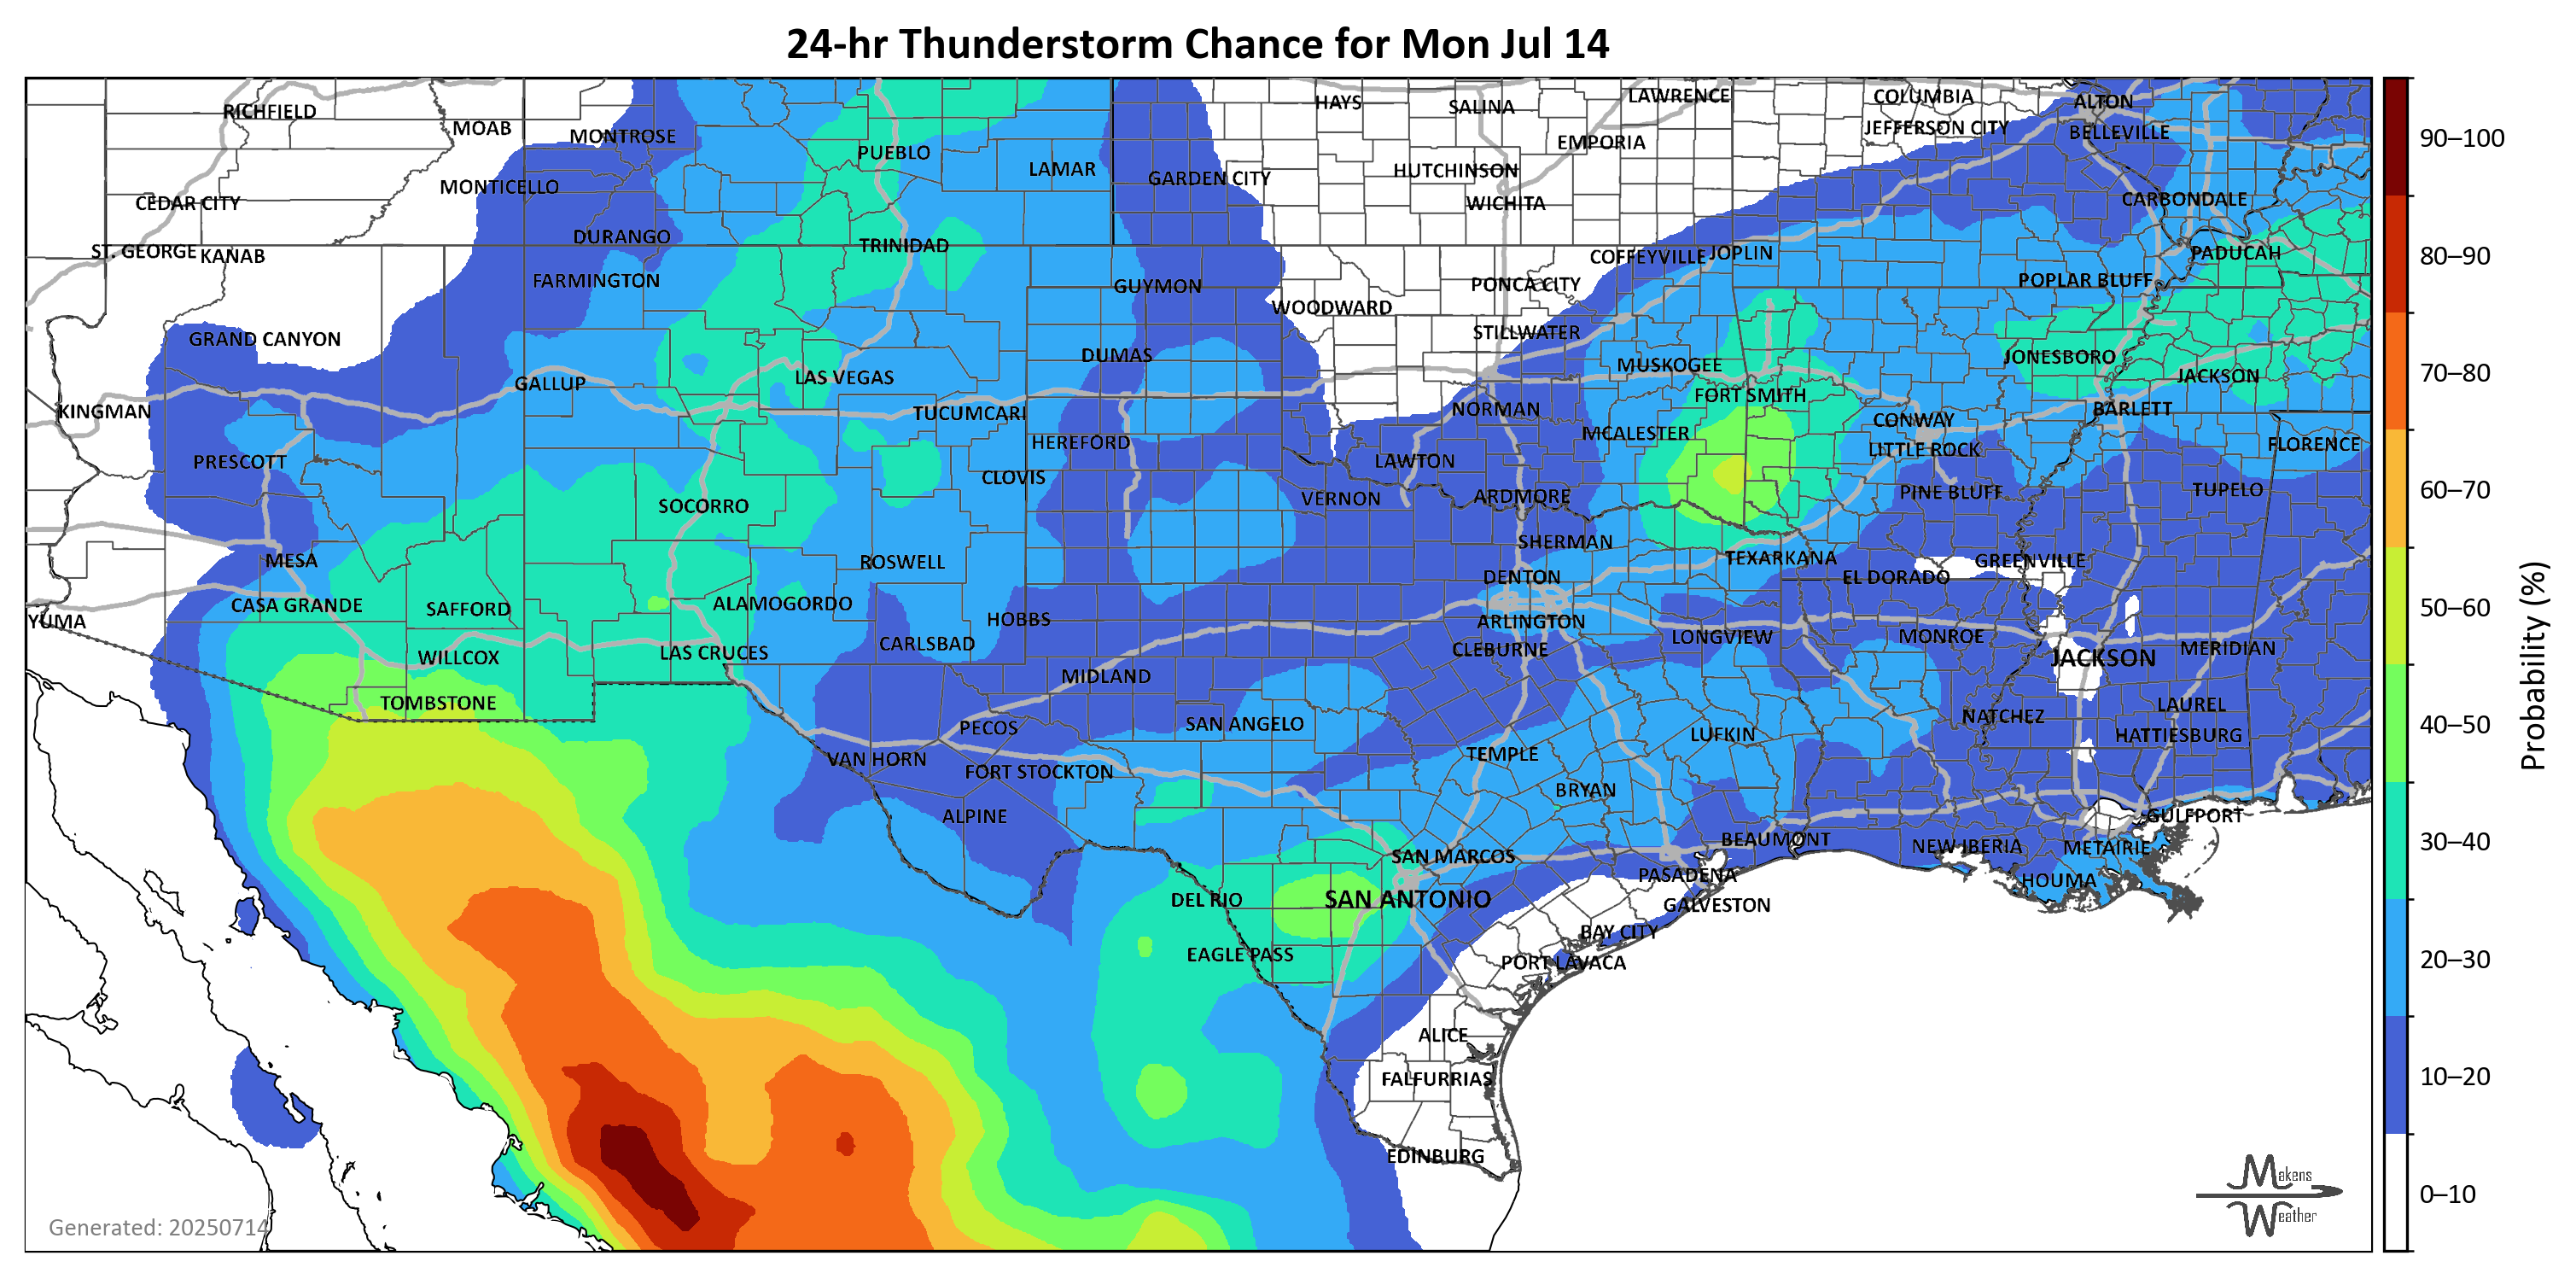 24-hr Thunderstorm Chance for Mon Jul 14
RICHFIELD
MOAB
MONTROSE
PUEBLO
LAMAR
GARDEN CITY
HAYS
SALINA
LAWRENCE
EMPORIA
HUTCHINSON
WICHITA
COLUMBIA
JEFFERSON CITY
ALTON
BELLEVILLE
CARBONDALE
MONTICELLO
CEDAR CITY
DURANGO
ST. GEORGE
KANAB
TRINIDAD
FARMINGTON
GUYMON
WOODWARD
PONCA CITY
COFFEYVILLE
JOPLIN
POPLAR BLUFF
PADUCAH
GRAND CANYON
STILLWATER
DUMAS
MUSKOGEE
JONESBORO
JACKSON
GALLUP
LAS VEGAS
KINGMAN
TUCUMCARI
NORMAN
FORT SMITH
CONWAY
BARLETT
PRESCOTT
HEREFORD
CLOVIS
LAWTON
MCALESTER
LITTLE ROCK
FLORENCE
SOCORRO
VERNON
ARDMORE
PINE BLUFF
TUPELO
MESA
ROSWELL
SHERMAN
TEXARKANA
GREENVILLE
DENTON
EL DORADO
CASA GRANDE
SAFFORD
ALAMOGORDO
YUMA
HOBBS
ARLINGTON
CARLSBAD
CLEBURNE
LONGVIEW
MONROE
JACKSON
MERIDIAN
WILLCOX
LAS CRUCES
MIDLAND
TOMBSTONE
PECOS
SAN ANGELO
NATCHEZ
LAUREL
LUFKIN
HATTIESBURG
VAN HORN
FORT STOCKTON
TEMPLE
BRYAN
ALPINE
GULFPORT
BEAUMONT
NEW IBERIA
METAIRIE
SAN MARCOS
PASADENA
HOUMA
DEL RIO
SAN ANTONIO
GALVESTON
BAY CITY
EAGLE PASS
PORT LAVACA
ALICE
FALFURRIAS
EDINBURG
Generated: 20250714
Makens
Weather
90–100
80–90
70–80
60–70
50–60
40–50
30–40
20–30
10–20
0–10
Probability (%)